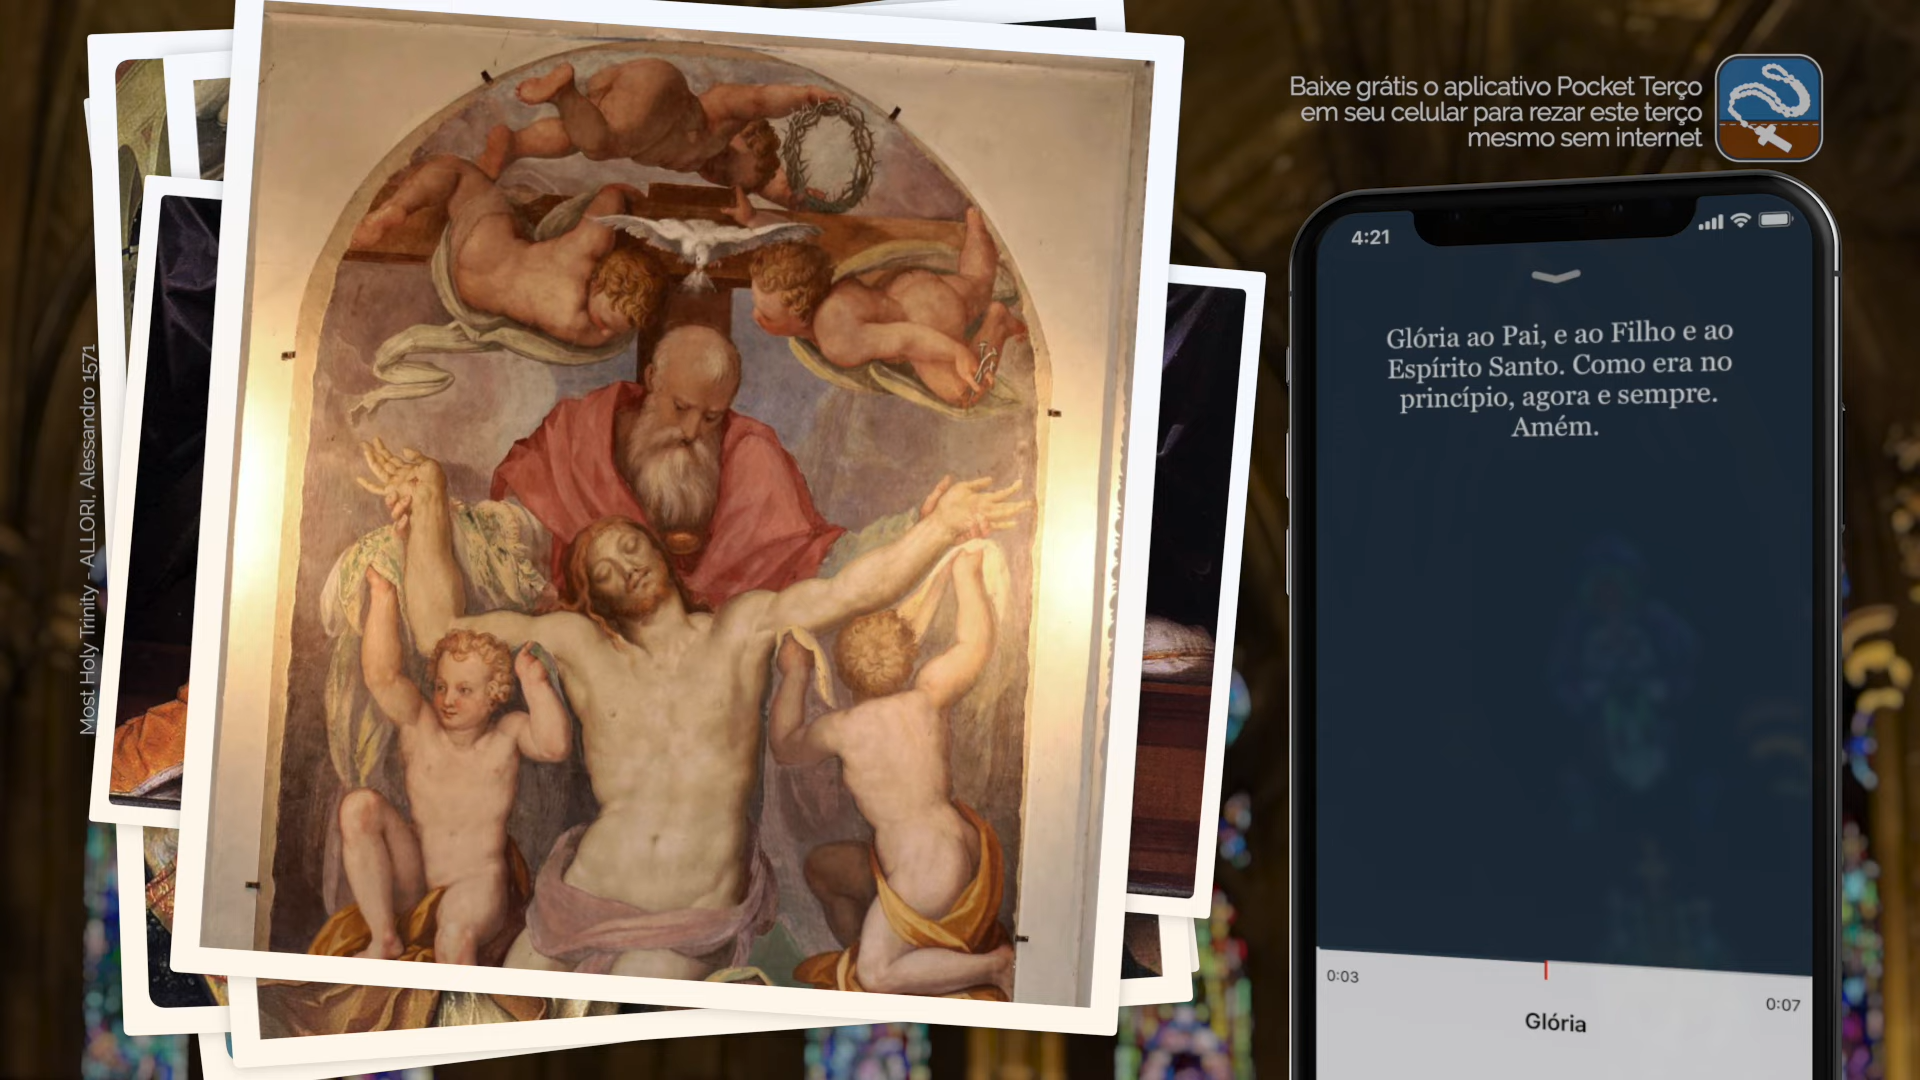 Baixe grátis o aplicativo Pocket Terço
em seu celular para rezar este terço
mesmo sem internet
4:21
Glória ao Pai, e ao Filho e ao
Espírito Santo. Como era no
princípio, agora e sempre.
Amém.
0:03
0:07
Glória
Most Holy Trinity - ALLORI, Alessandro 1571